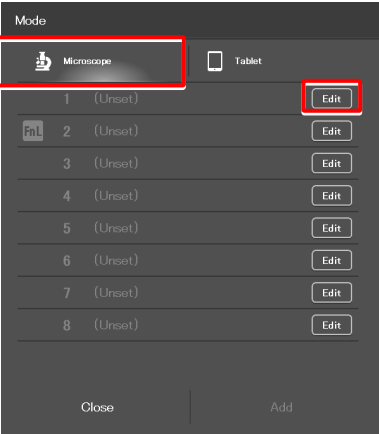 Mode
Microscope Tablet
1 (Unset) Edit
FnL 2 (Unset) Edit
3 (Unset) Edit
4 (Unset) Edit
5 (Unset) Edit
6 (Unset) Edit
7 (Unset) Edit
8 (Unset) Edit
Close Add